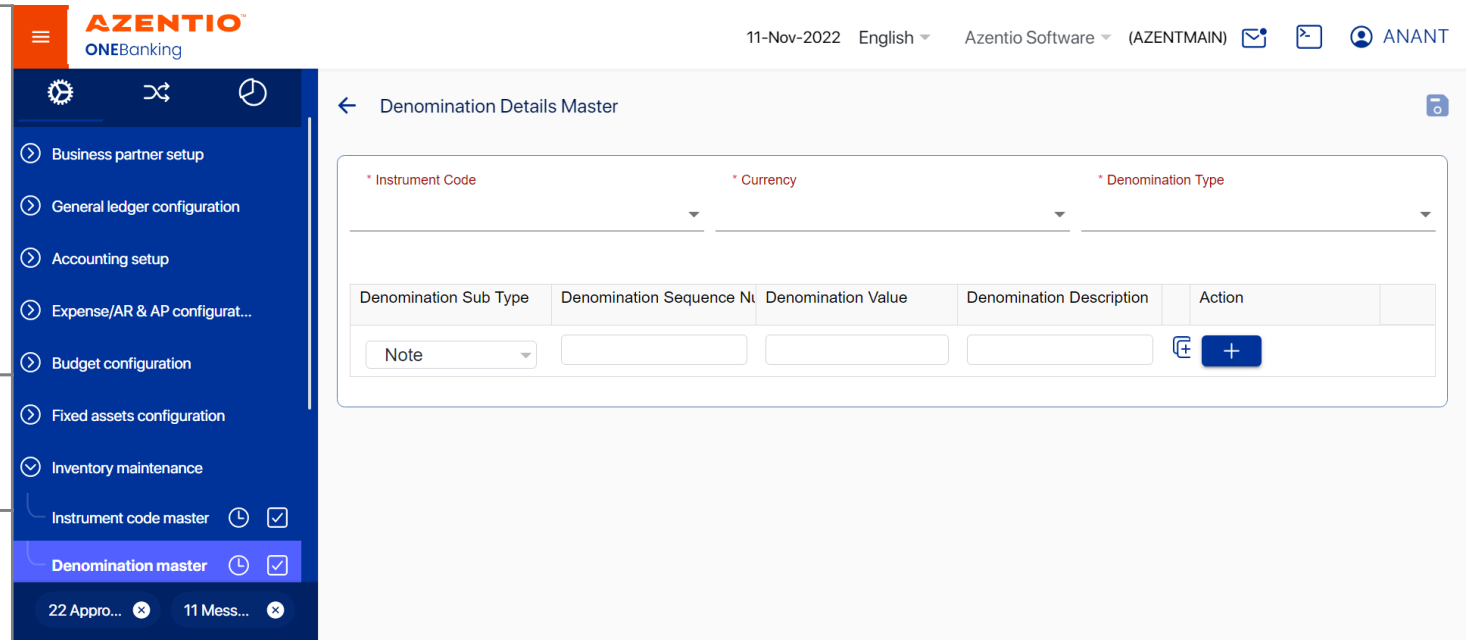 AZENTIO™
ONEBanking
11-Nov-2022 English Azentio Software (AZENTMAIN) ANANT
Denomination Details Master
Business partner setup
General ledger configuration
Accounting setup
Expense/AR & AP configurat...
Budget configuration
Fixed assets configuration
Inventory maintenance
Instrument code master
Denomination master
22 Appro... 11 Mess...
* Instrument Code * Currency * Denomination Type
Denomination Sub Type Denomination Sequence Nu Denomination Value Denomination Description Action
Note